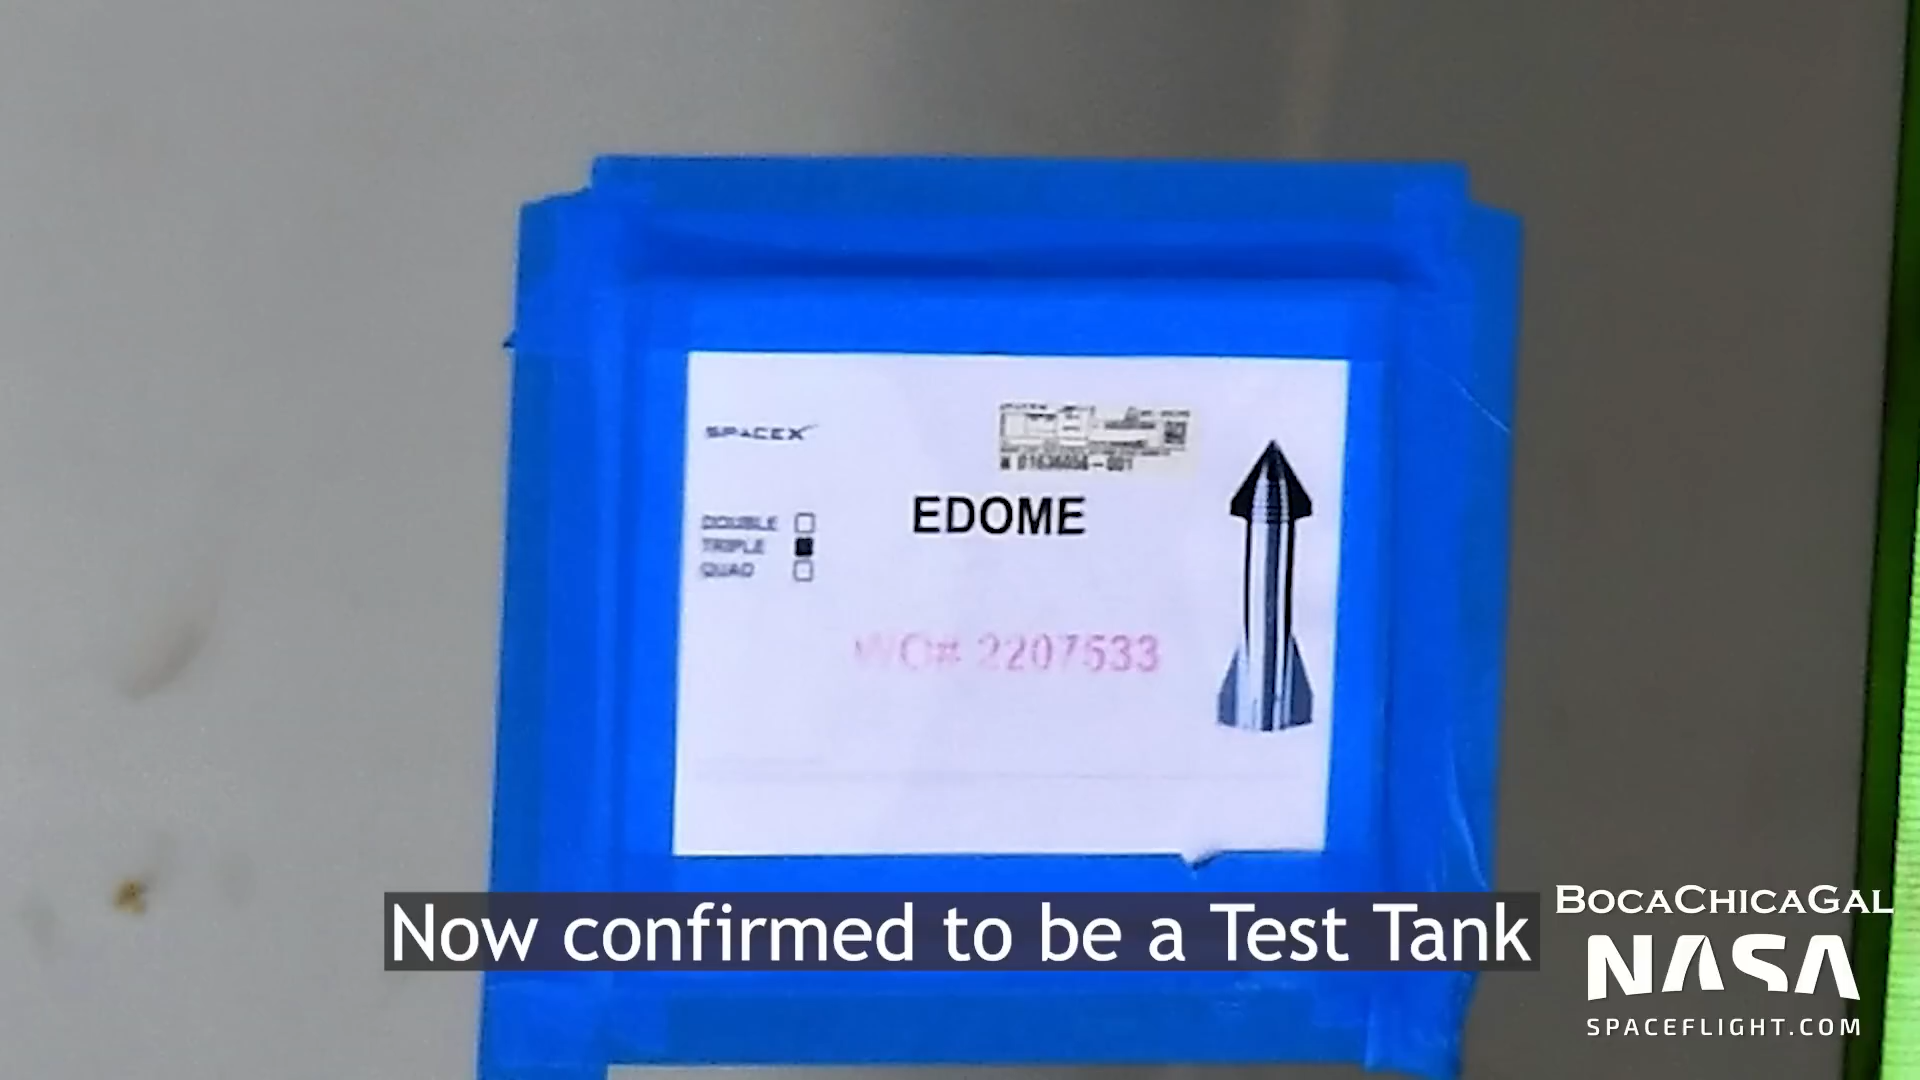 SPACEX
EDOME
DOUBLE
TRIPLE
QUAD
WO# 2207533
Now confirmed to be a Test Tank
BOCACHICAGAL
NASA
SPACEFLIGHT.COM